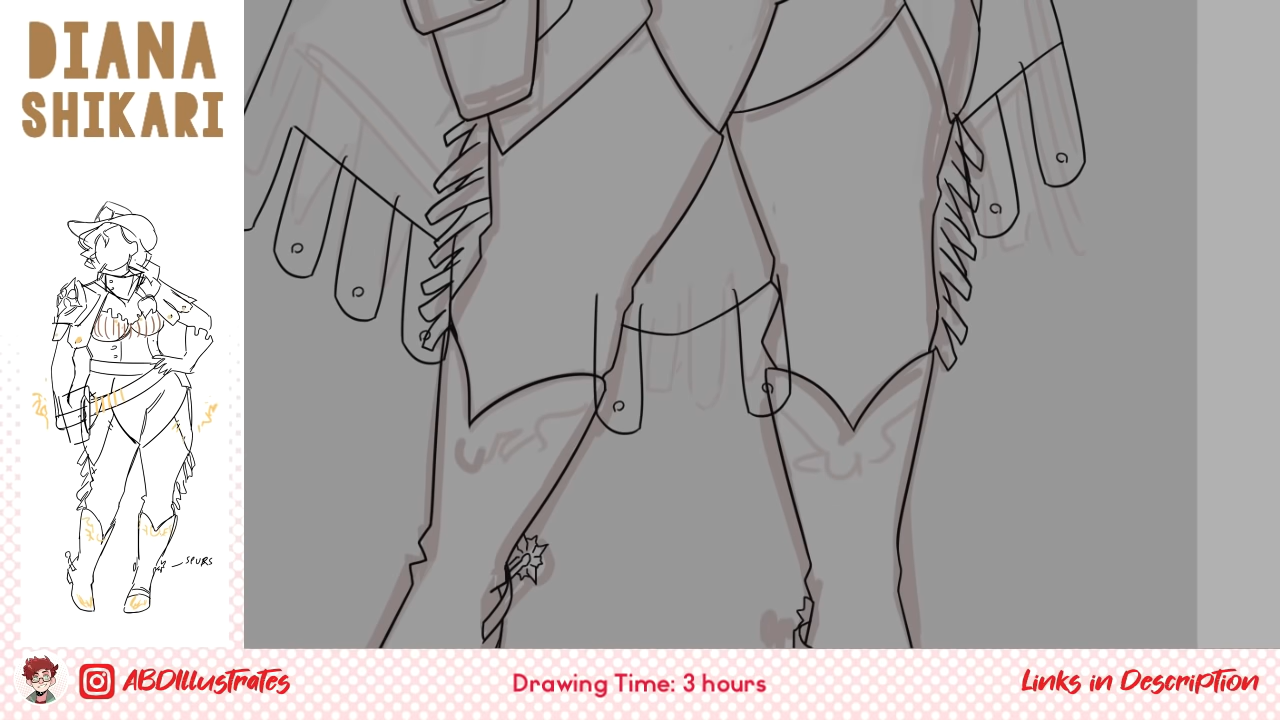 DIANA
SHIKARI
SPURS
ABDIllustrates
Drawing Time: 3 hours
Links in Description